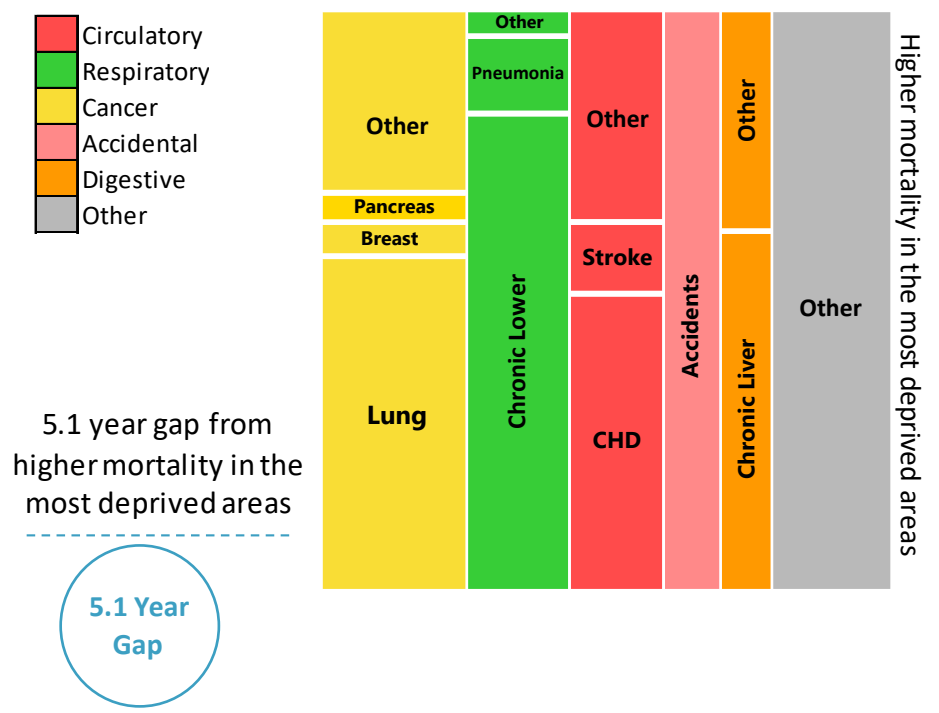 Circulatory
Respiratory
Cancer
Accidental
Digestive
Other
5.1 year gap from
higher mortality in the
most deprived areas
5.1 Year
Gap
Other
Pancreas
Breast
Lung
Other
Pneumonia
Chronic Lower
Other
Stroke
CHD
Accidents
Other
Chronic Liver
Other
Higher mortality in the most deprived areas